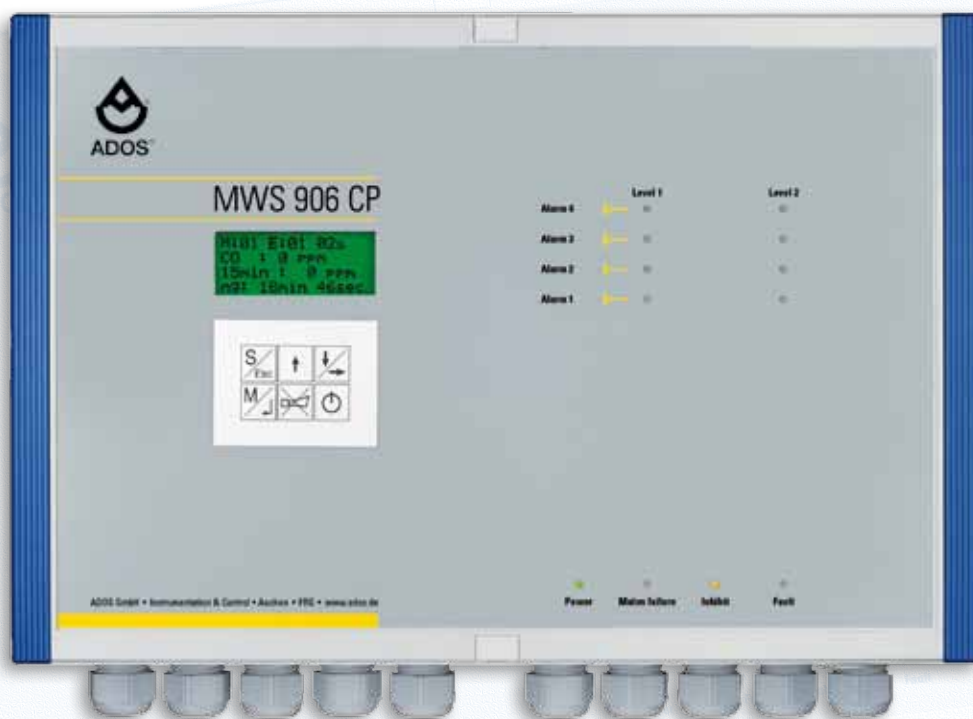 ADOS®
MWS 906 CP
M:01 E:01 02s
CO : 0 ppm
15min : 0 ppm
n9: 16min 46sec
S/Esc
M
Level 1 Level 2
Alarm 4
Alarm 3
Alarm 2
Alarm 1
Power Mains failure Inhibit Fault
ADOS GmbH • Instrumentation & Control • Aachen • FRG • www.ados.de